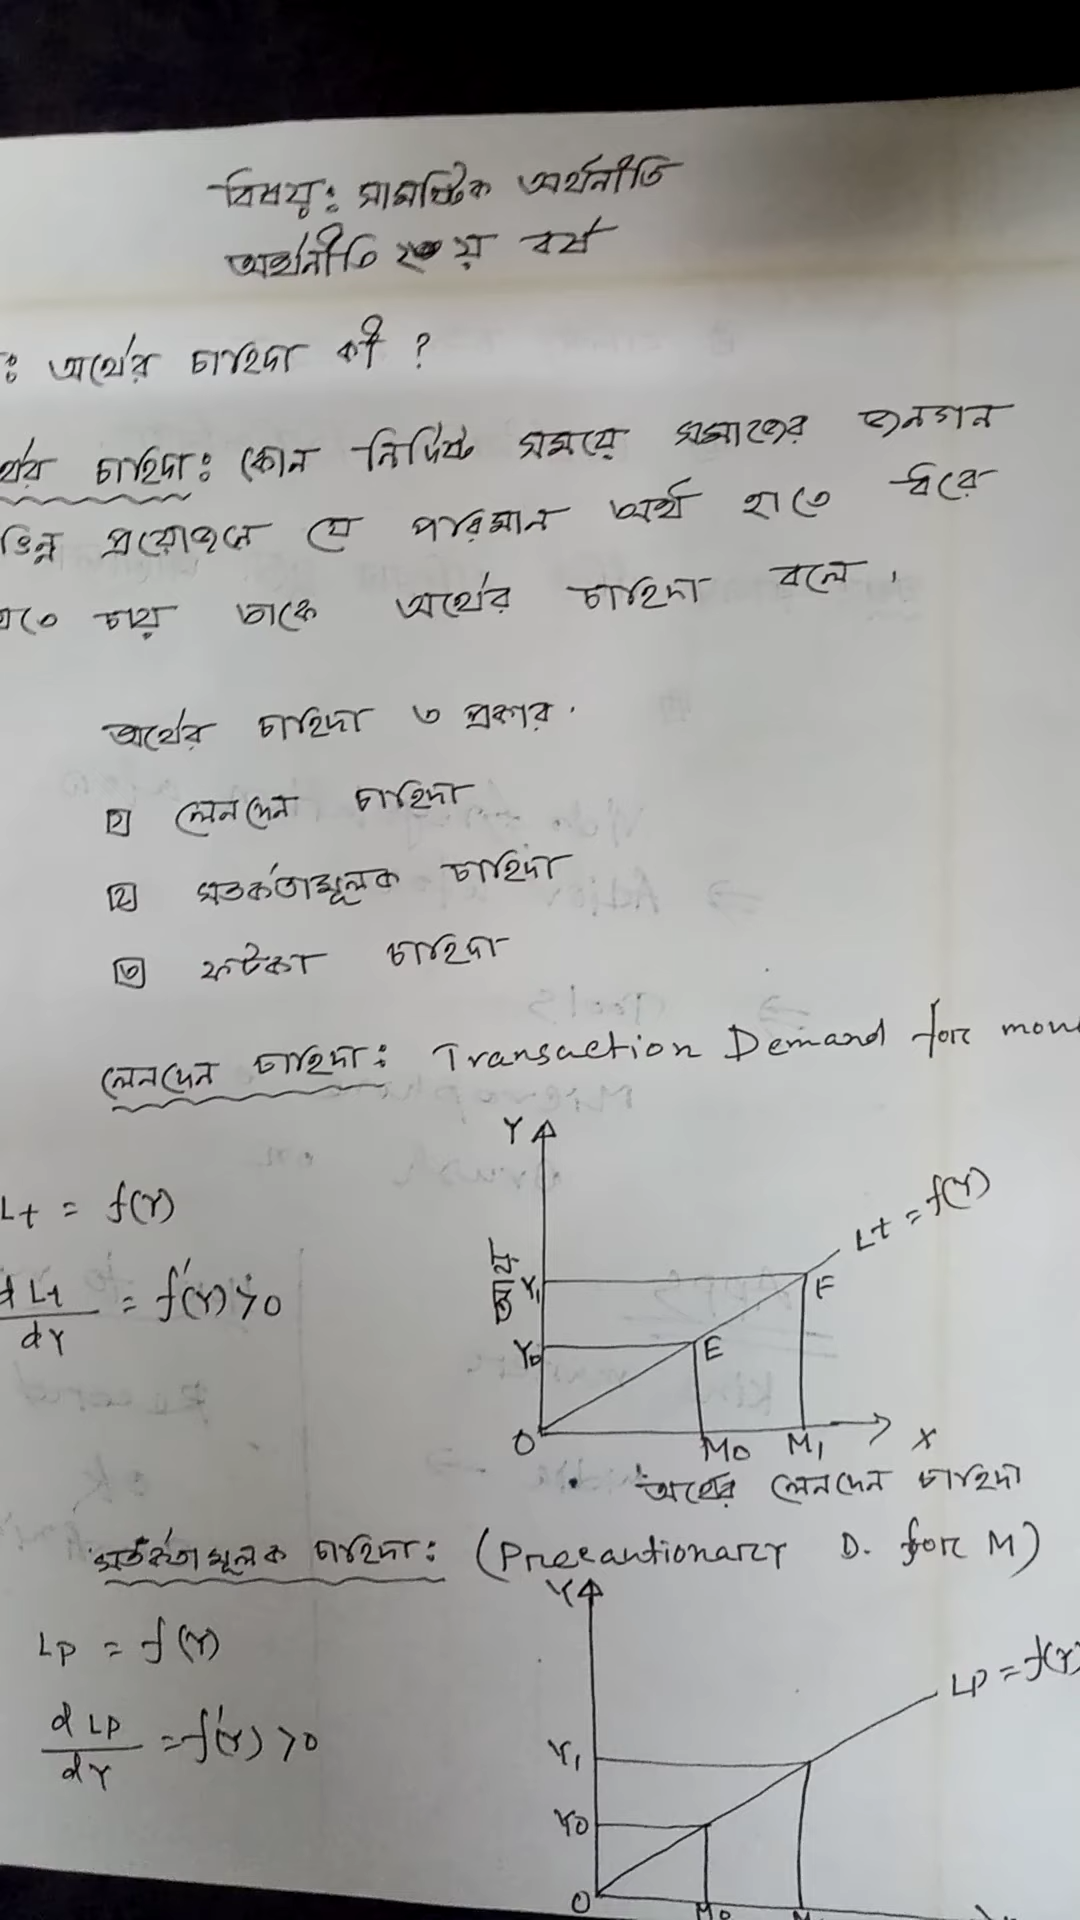 বিষয়: সামষ্টিক অর্থনীতি
অর্থনীতি ২য় বর্ষ
: অর্থের চাহিদা কী ?
র্থের চাহিদা: কোন নির্দিষ্ট সময়ে সমাজের জনগন
ভিন্ন প্রয়োজনে যে পরিমান অর্থ হাতে ধরে
চায় তাকে অর্থের চাহিদা বলে .
অর্থের চাহিদা ৩ প্রকার .
১) লেনদেন চাহিদা
২) সতর্কতামূলক চাহিদা
৩) ফটকা চাহিদা
লেনদেন চাহিদা: Transaction Demand for mon
Lt = f(Y)
dLt/dY = f'(Y) > 0
Y
আয়
Y₁
Y₀
Lt = f(Y)
F
E
O
M₀
M₁
X
অর্থের লেনদেন চাহিদা
সতর্কতামূলক চাহিদা: (Precautionary D. for M)
Lp = f(Y)
dLp/dY = f'(Y) > 0
Y
Lp = f(Y)
Y₁
Y₀
O
M₀